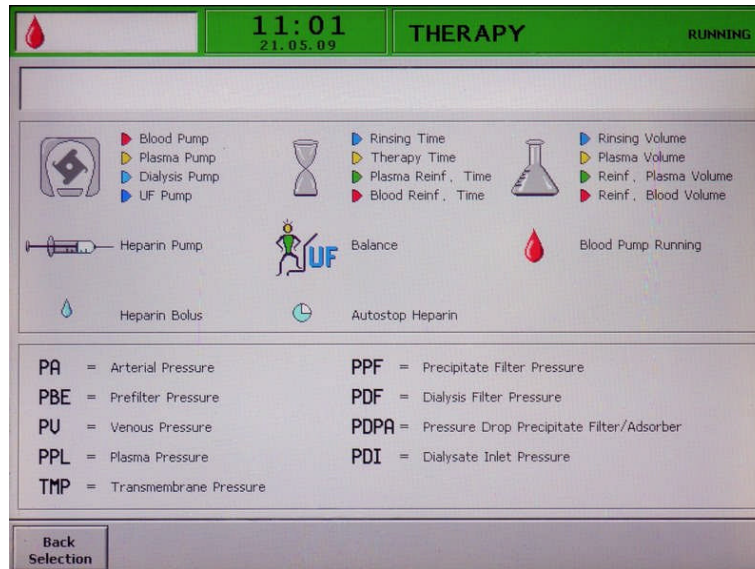 11:01
21.05.09
THERAPY
RUNNING
Blood Pump
Plasma Pump
Dialysis Pump
UF Pump
Rinsing Time
Therapy Time
Plasma Reinf. Time
Blood Reinf. Time
Rinsing Volume
Plasma Volume
Reinf. Plasma Volume
Reinf. Blood Volume
Heparin Pump
UF
Balance
Blood Pump Running
Heparin Bolus
Autostop Heparin
PA = Arterial Pressure
PBE = Prefilter Pressure
PV = Venous Pressure
PPL = Plasma Pressure
TMP = Transmembrane Pressure
PPF = Precipitate Filter Pressure
PDF = Dialysis Filter Pressure
PDPA = Pressure Drop Precipitate Filter/Adsorber
PDI = Dialysate Inlet Pressure
Back
Selection